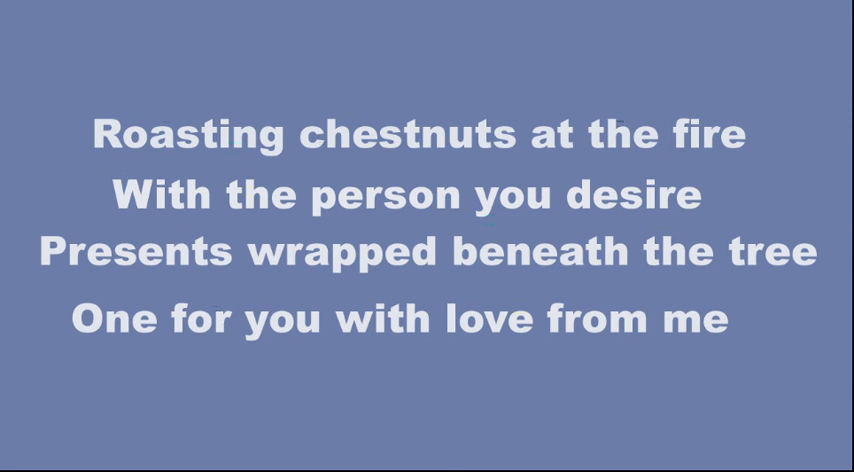 Roasting chestnuts at the fire
With the person you desire
Presents wrapped beneath the tree
One for you with love from me